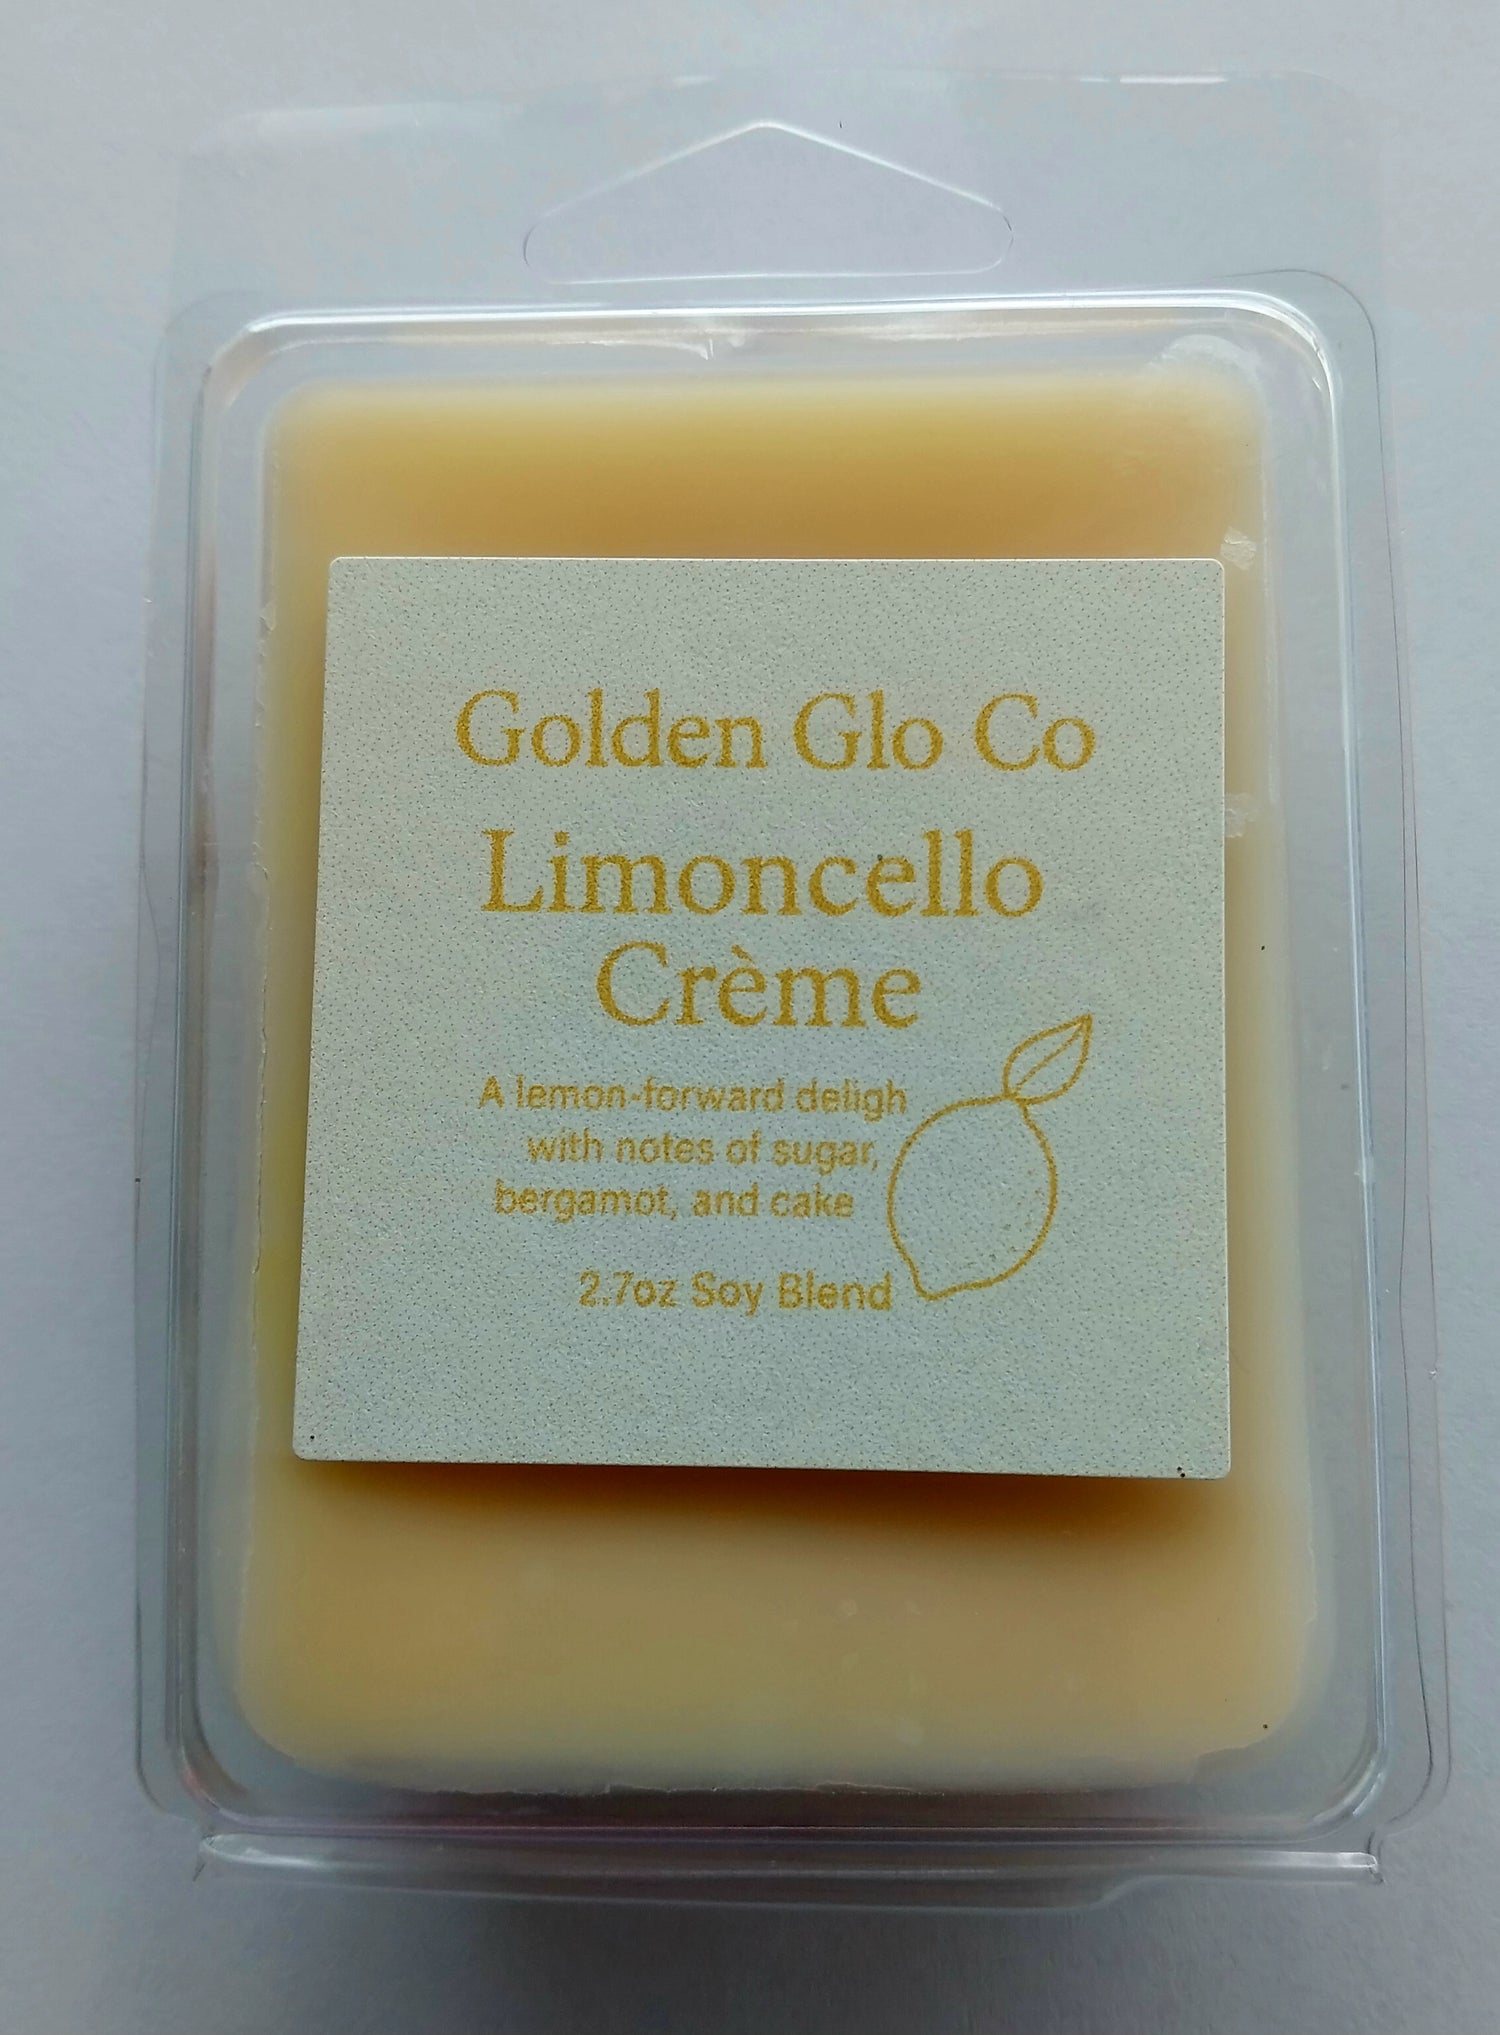 Golden Glo Co
Limoncello
Crème
A lemon-forward deligh
with notes of sugar,
bergamot, and cake
2.7oz Soy Blend